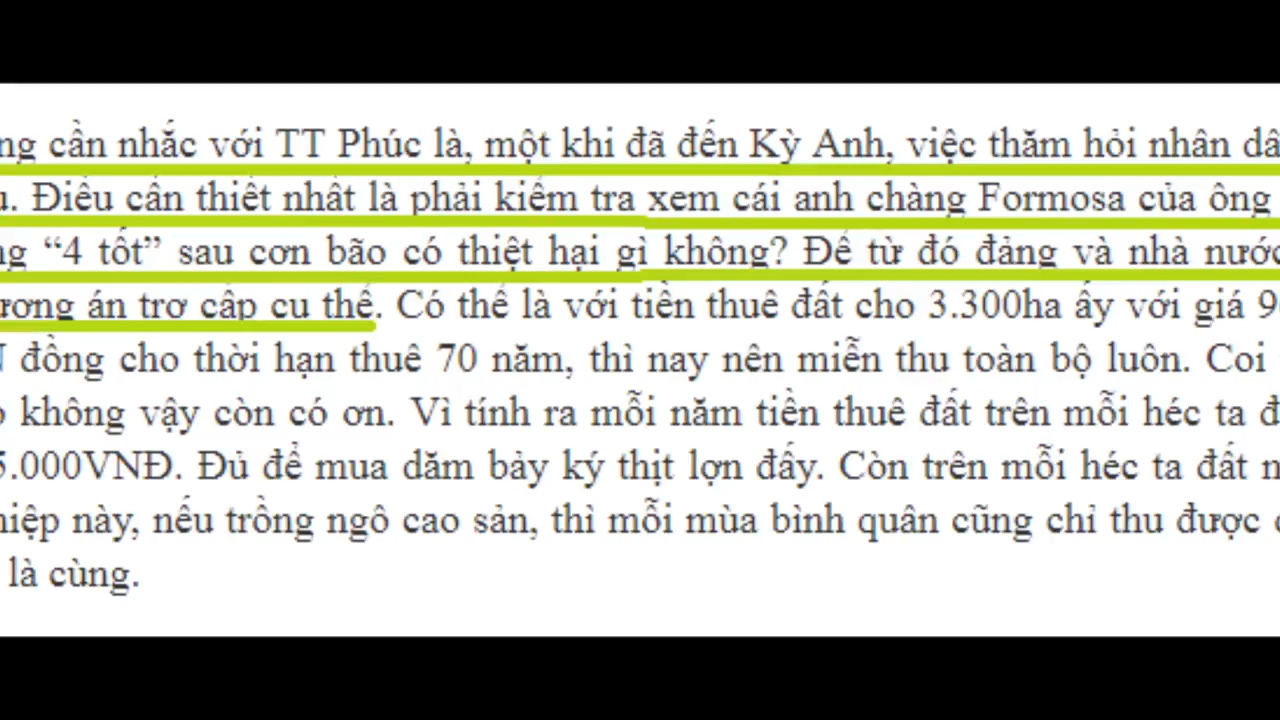 ng cần nhắc với TT Phúc là, một khi đã đến Kỳ Anh, việc thăm hỏi nhân dâ
u. Điều cần thiết nhất là phải kiểm tra xem cái anh chàng Formosa của ông
ng “4 tốt” sau cơn bão có thiệt hại gì không? Để từ đó đảng và nhà nước
ương án trợ cấp cụ thể. Có thể là với tiền thuê đất cho 3.300ha ấy với giá 9
đồng cho thời hạn thuê 70 năm, thì nay nên miễn thu toàn bộ luôn. Coi
không vậy còn có ơn. Vì tính ra mỗi năm tiền thuê đất trên mỗi héc ta đ
5.000VNĐ. Đủ để mua dăm bảy ký thịt lợn đấy. Còn trên mỗi héc ta đất n
hiệp này, nếu trồng ngô cao sản, thì mỗi mùa bình quân cũng chỉ thu được
là cùng.